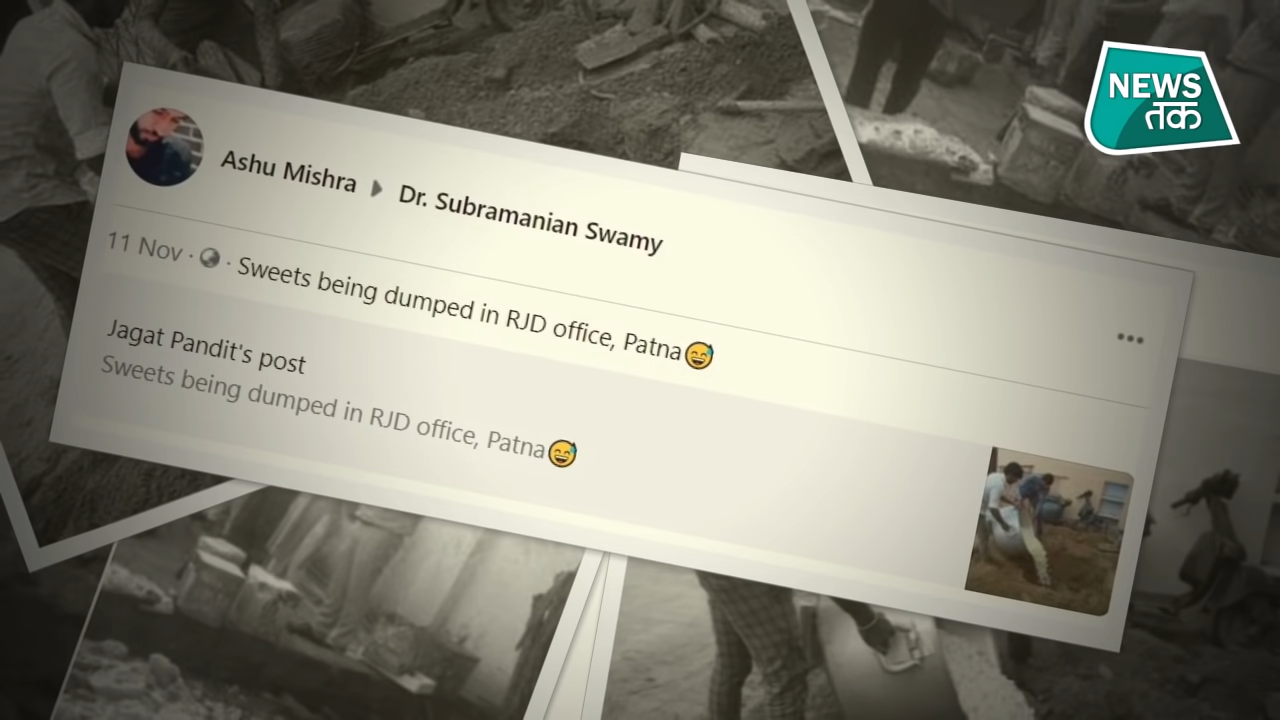 NEWS
तक
Ashu Mishra ▶ Dr. Subramanian Swamy
11 Nov · Sweets being dumped in RJD office, Patna😅
Jagat Pandit's post
Sweets being dumped in RJD office, Patna😅